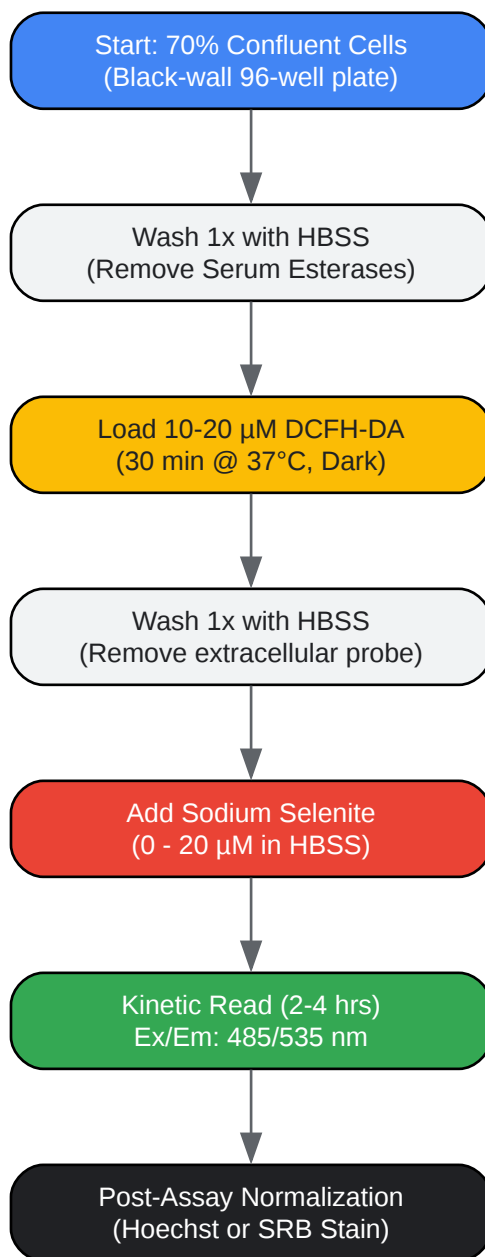 Start: 70% Confluent Cells
(Black-wall 96-well plate)
Wash 1x with HBSS
(Remove Serum Esterases)
Load 10-20 µM DCFH-DA
(30 min @ 37°C, Dark)
Wash 1x with HBSS
(Remove extracellular probe)
Add Sodium Selenite
(0 - 20 µM in HBSS)
Kinetic Read (2-4 hrs)
Ex/Em: 485/535 nm
Post-Assay Normalization
(Hoechst or SRB Stain)